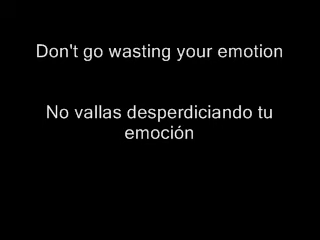 Don't go wasting your emotion
No vallas desperdiciando tu
emoción